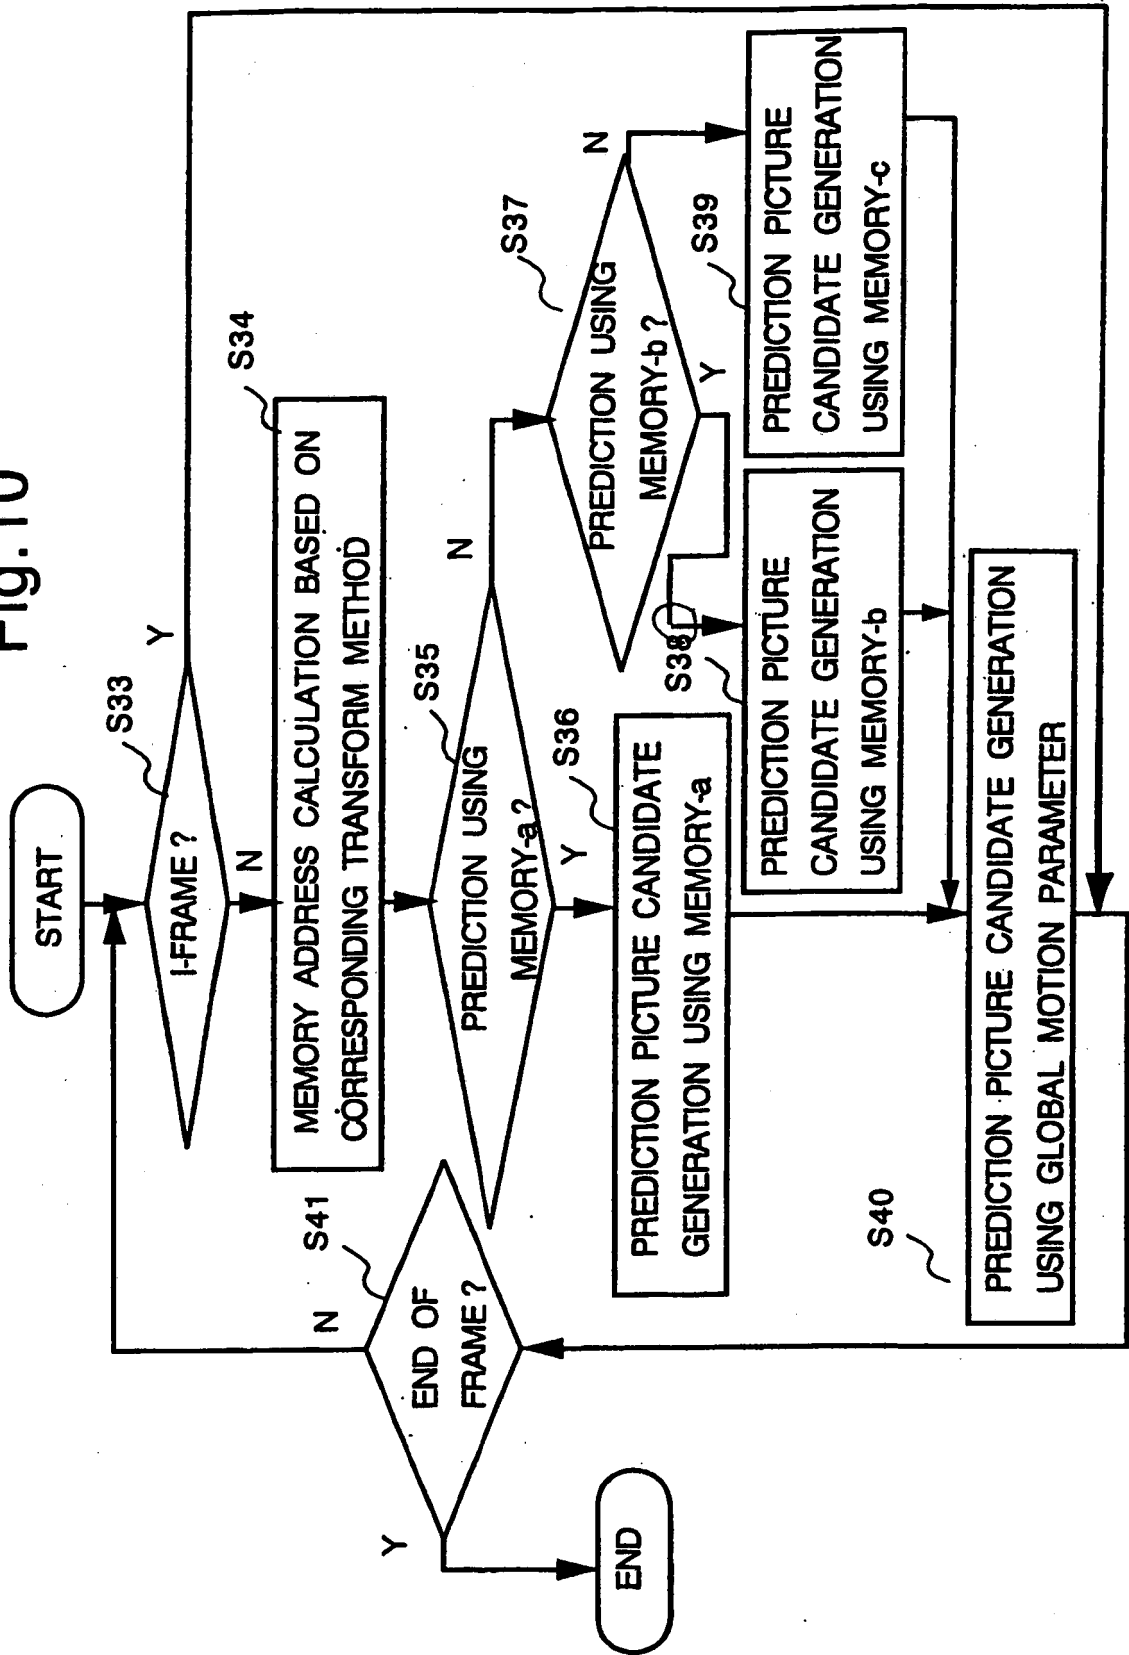 Fig.10
START
S33
I-FRAME ?
Y
N
S34
MEMORY ADDRESS CALCULATION BASED ON
CORRESPONDING TRANSFORM METHOD
S35
PREDICTION USING
MEMORY-a ?
N
Y
S36
PREDICTION PICTURE CANDIDATE
GENERATION USING MEMORY-a
S37
PREDICTION USING
MEMORY-b ?
N
Y
S38
PREDICTION PICTURE
CANDIDATE GENERATION
USING MEMORY-b
S39
PREDICTION PICTURE
CANDIDATE GENERATION
USING MEMORY-c
S40
PREDICTION PICTURE CANDIDATE GENERATION
USING GLOBAL MOTION PARAMETER
S41
END OF
FRAME ?
N
Y
END